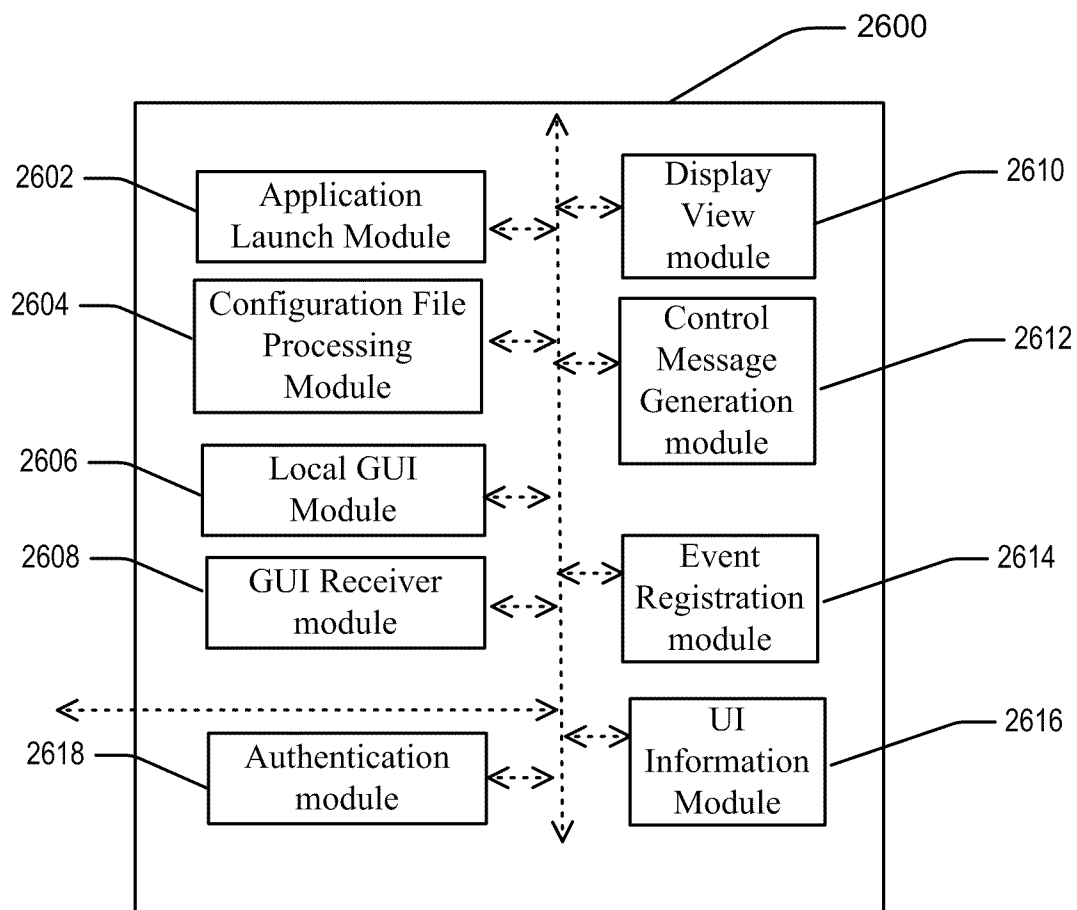 2600
2602
Application
Launch Module
2604
Configuration File
Processing
Module
2606
Local GUI
Module
2608
GUI Receiver
module
2618
Authentication
module
Display
View
module
2610
Control
Message
Generation
module
2612
Event
Registration
module
2614
UI
Information
Module
2616